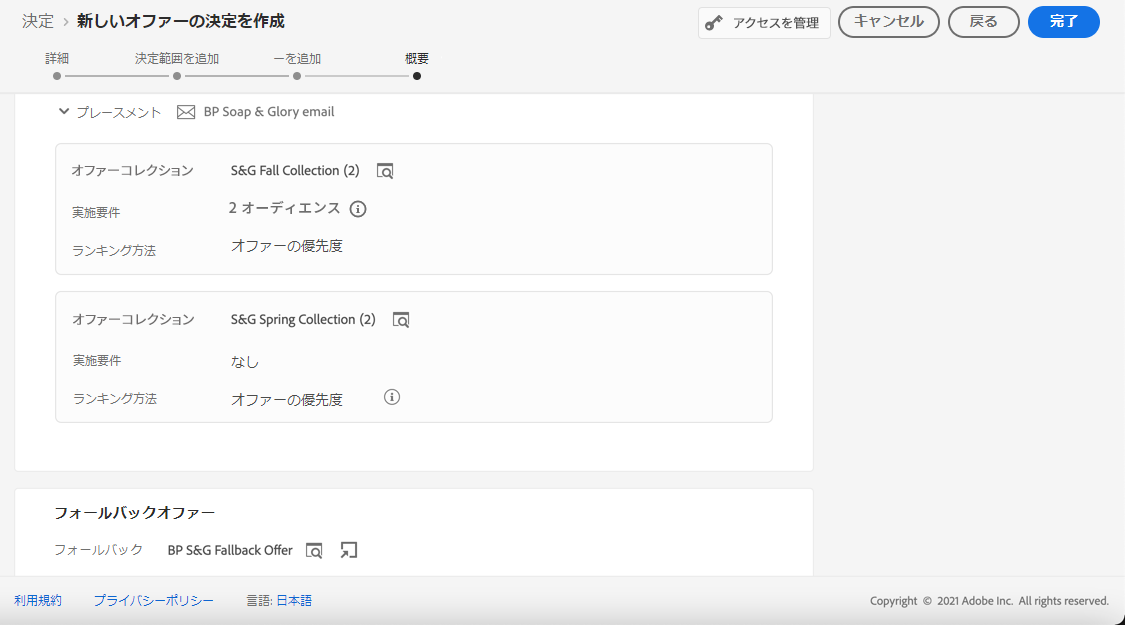 決定 > 新しいオファーの決定を作成
アクセスを管理
キャンセル
戻る
完了
詳細
決定範囲を追加
ーを追加
概要
プレースメント BP Soap & Glory email
オファーコレクション S&G Fall Collection (2)
実施要件 2 オーディエンス
ランキング方法 オファーの優先度
オファーコレクション S&G Spring Collection (2)
実施要件 なし
ランキング方法 オファーの優先度
フォールバックオファー
フォールバック BP S&G Fallback Offer
利用規約 プライバシーポリシー 言語: 日本語 Copyright © 2021 Adobe Inc. All rights reserved.